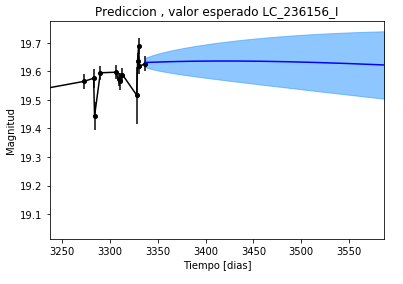 Prediccion , valor esperado LC_236156_I
Magnitud
19.7
19.6
19.5
19.4
19.3
19.2
19.1
3250 3300 3350 3400 3450 3500 3550
Tiempo [dias]